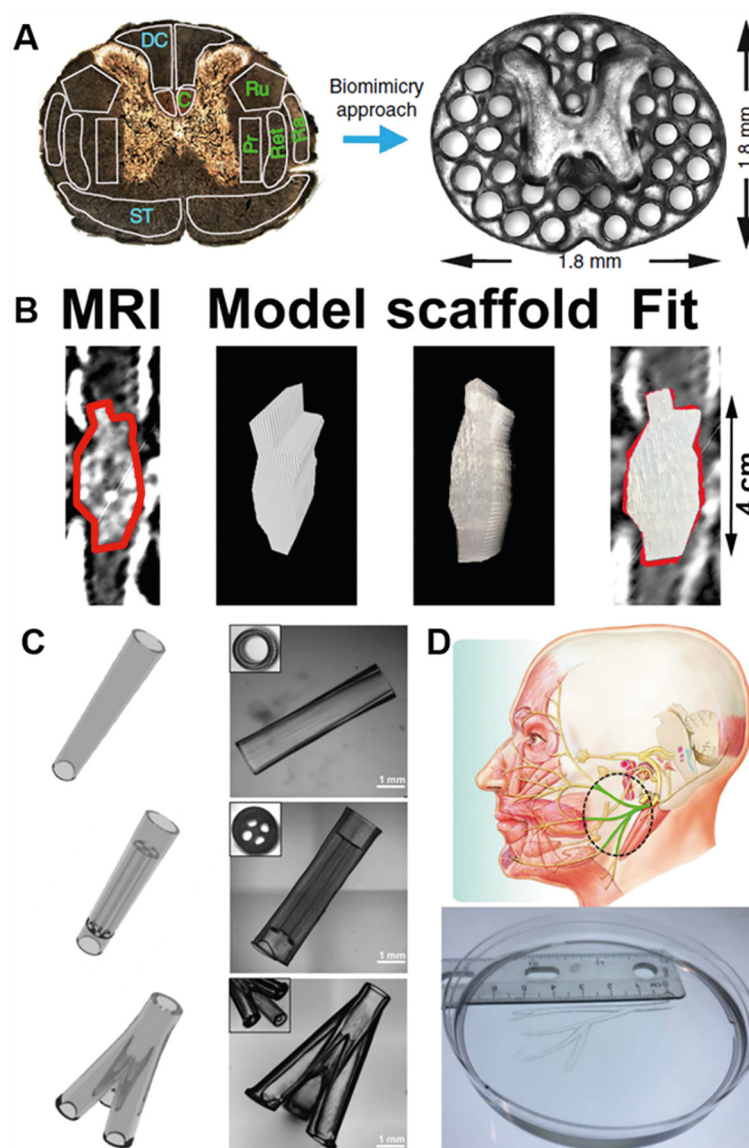 A
DC
C
Ru
Pr
Ret
Ra
ST
Biomimicry
approach
1.8 mm
1.8 mm
B
MRI
Model
scaffold
Fit
4 cm
C
1 mm
1 mm
1 mm
D